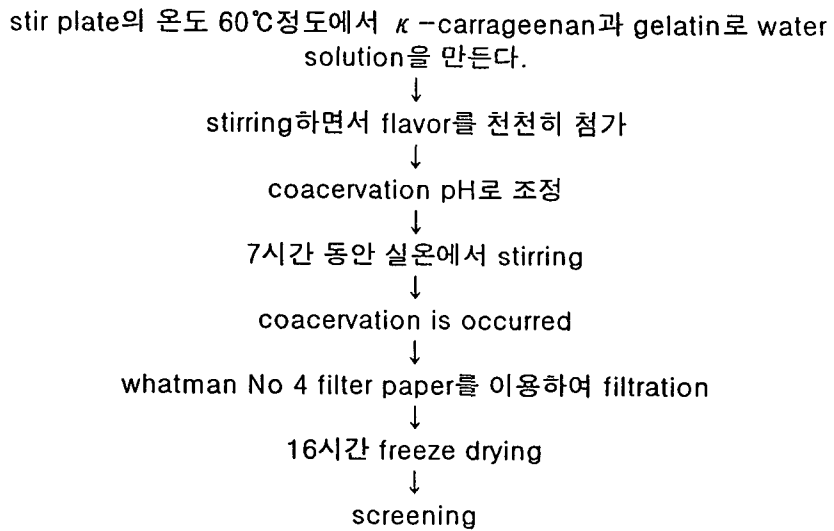 stir plate의 온도 60℃정도에서 κ-carrageenan과 gelatin로 water
solution을 만든다.
↓
stirring하면서 flavor를 천천히 첨가
↓
coacervation pH로 조정
↓
7시간 동안 실온에서 stirring
↓
coacervation is occurred
↓
whatman No 4 filter paper를 이용하여 filtration
↓
16시간 freeze drying
↓
screening